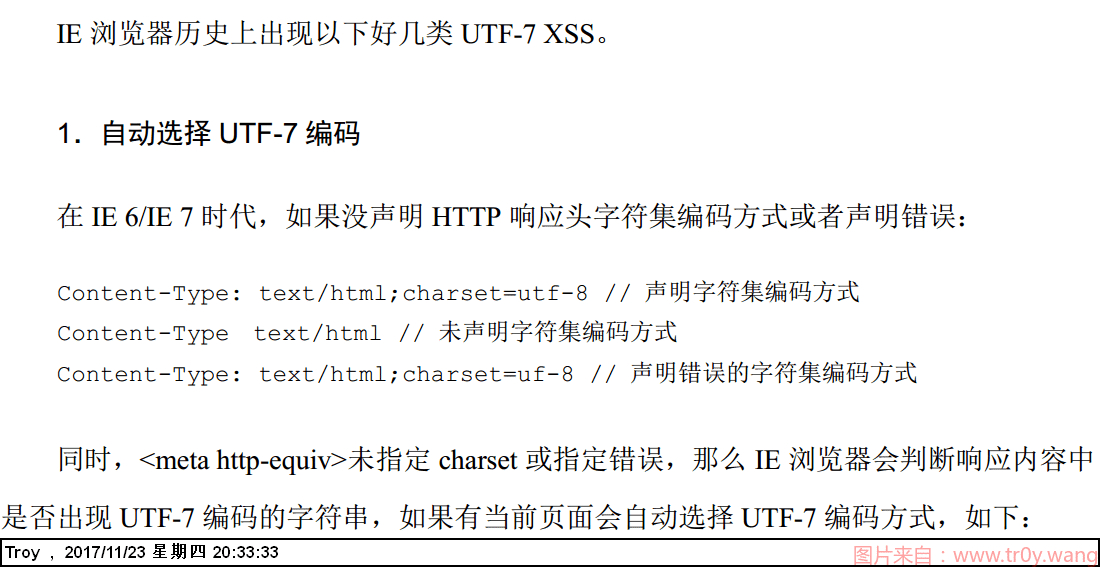 IE 浏览器历史上出现以下好几类 UTF-7 XSS。
1．自动选择 UTF-7 编码
在 IE 6/IE 7 时代，如果没声明 HTTP 响应头字符集编码方式或者声明错误：
Content-Type: text/html;charset=utf-8 // 声明字符集编码方式
Content-Type  text/html // 未声明字符集编码方式
Content-Type: text/html;charset=uf-8 // 声明错误的字符集编码方式
同时，<meta http-equiv>未指定 charset 或指定错误，那么 IE 浏览器会判断响应内容中
是否出现 UTF-7 编码的字符串，如果有当前页面会自动选择 UTF-7 编码方式，如下：
Troy , 2017/11/23 星期四 20:33:33
图片来自：www.tr0y.wang